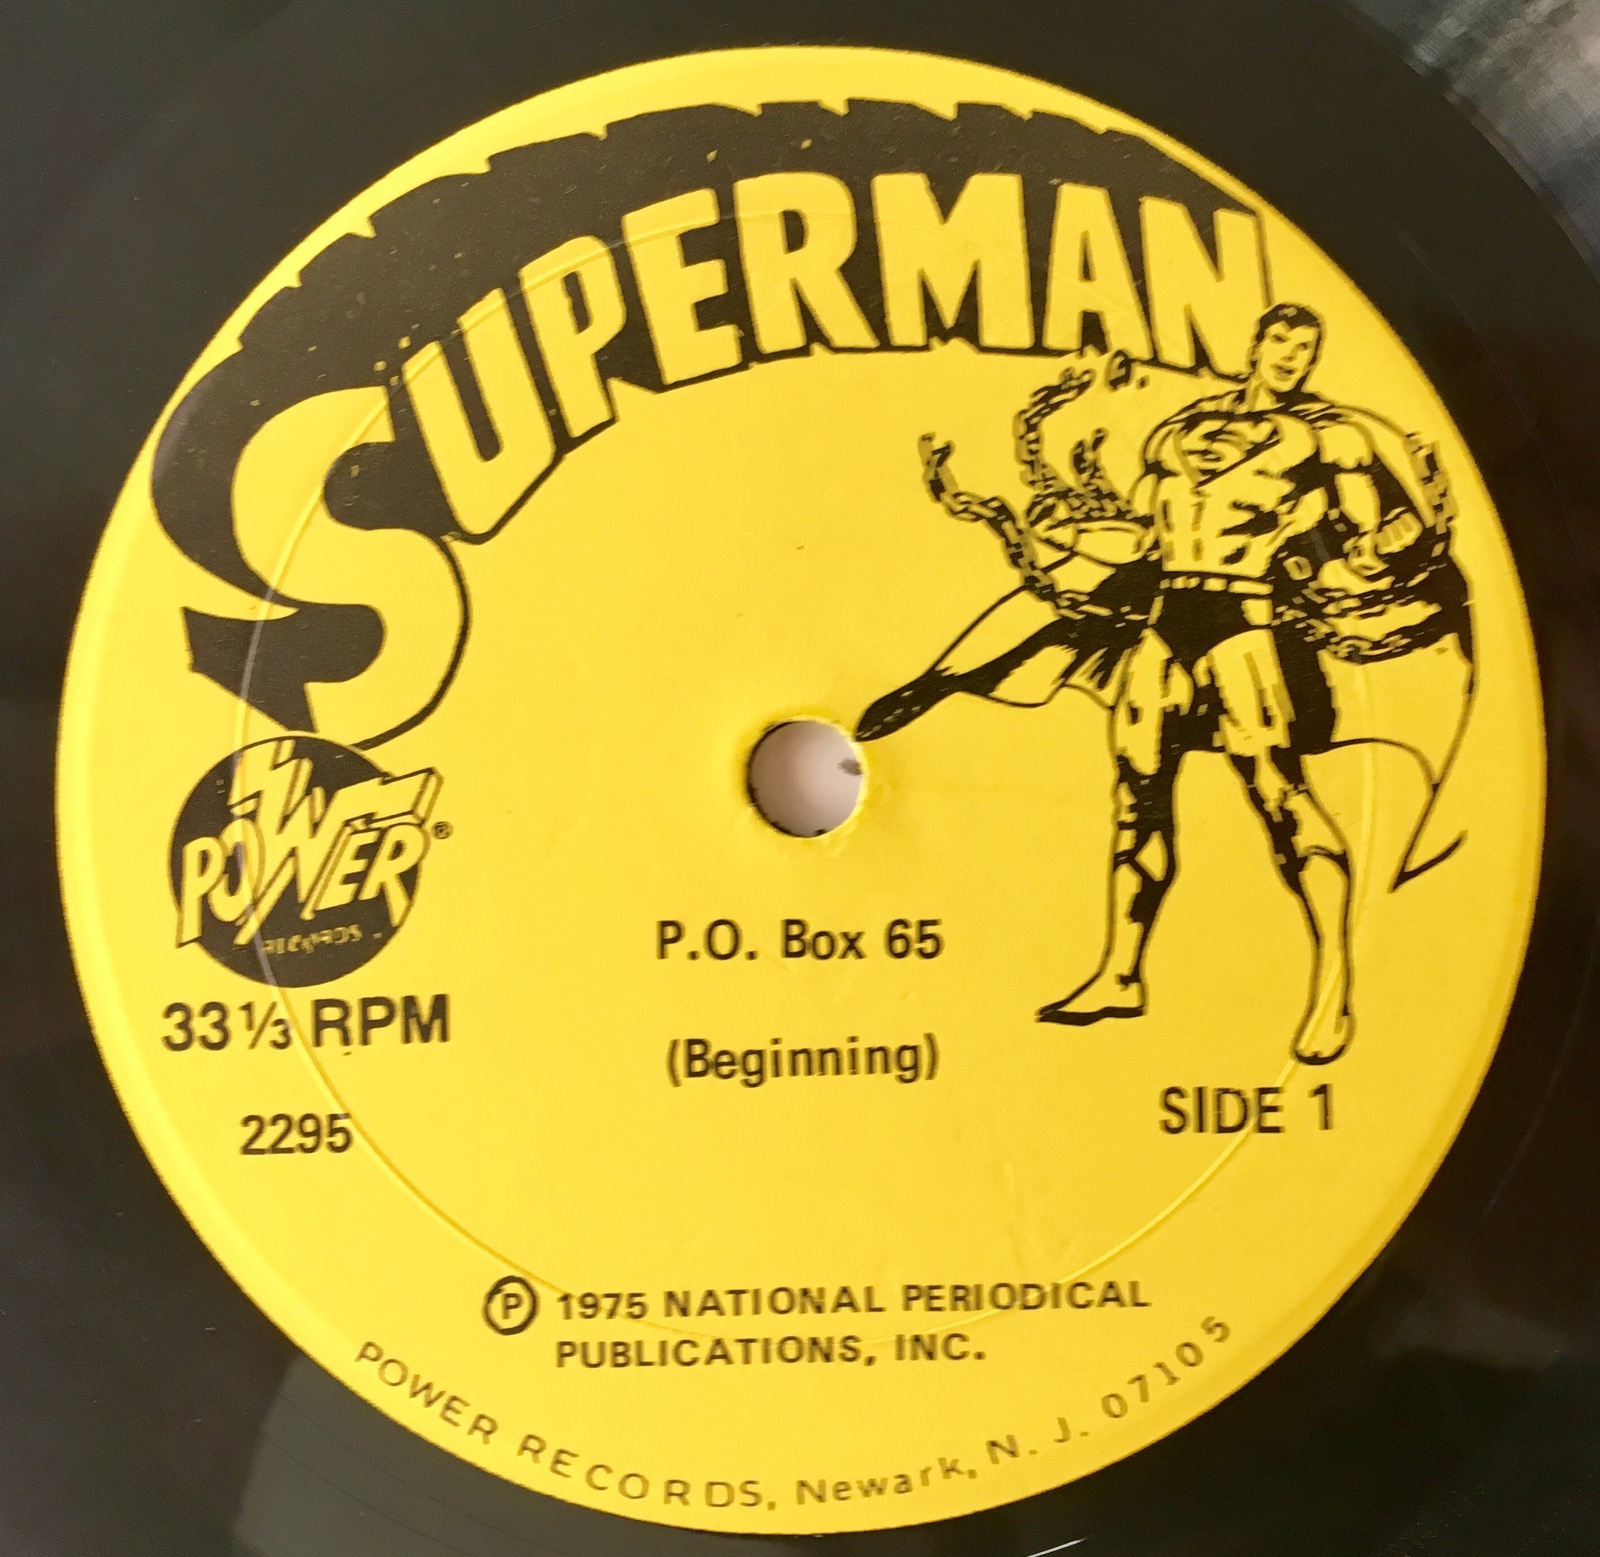 SUPERMAN
POWER®
RECORDS
33⅓ RPM
2295
P.O. Box 65
(Beginning)
SIDE 1
Ⓟ 1975 NATIONAL PERIODICAL
PUBLICATIONS, INC.
POWER RECORDS, Newark, N. J. 07105